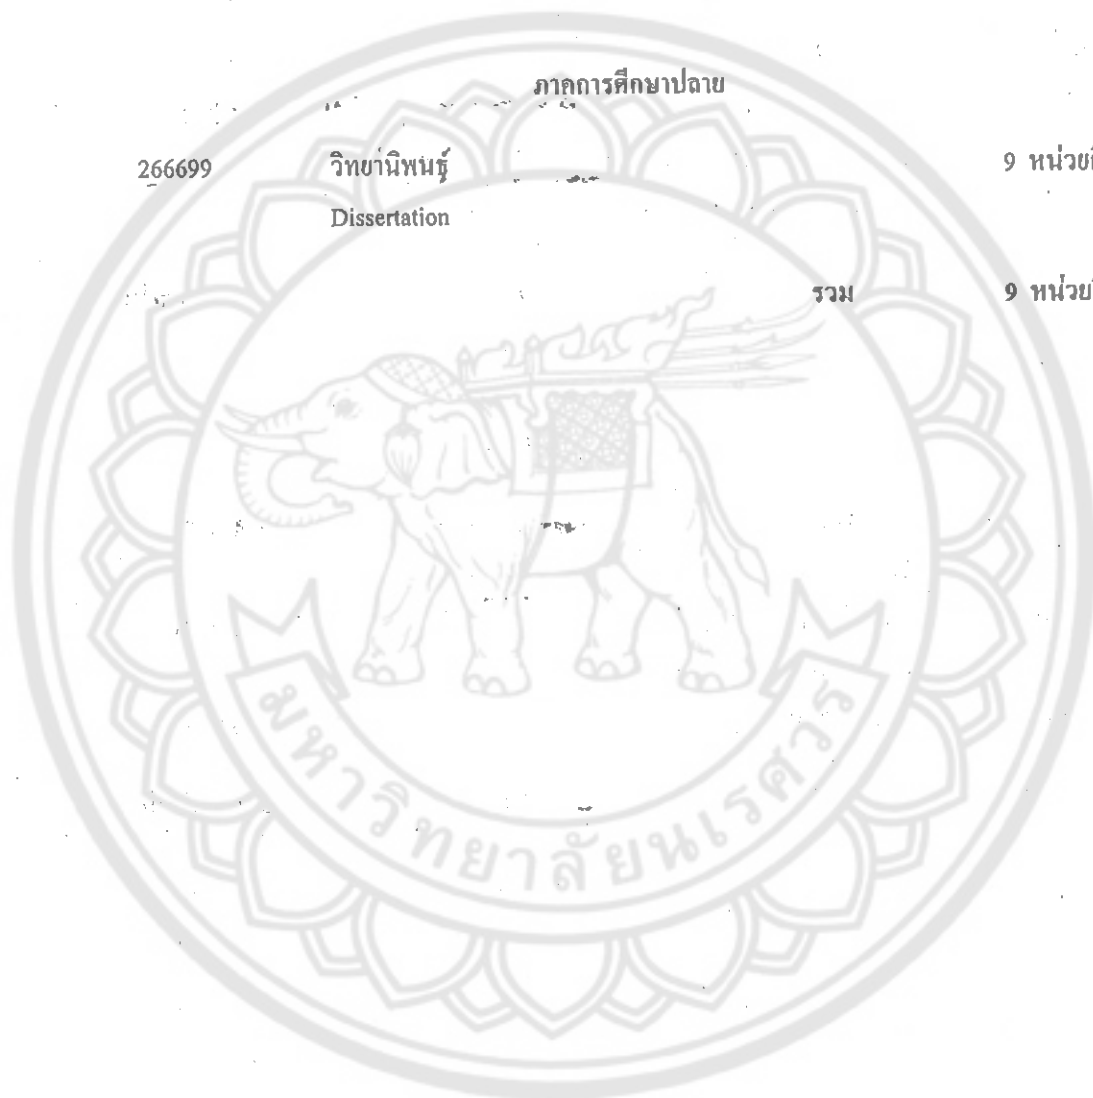 ภาคการศึกษาปลาย
266699 วิทยานิพนธ์ 9 หน่วย
Dissertation
รวม 9 หน่วย
มหาวิทยาลัยนเรศวร